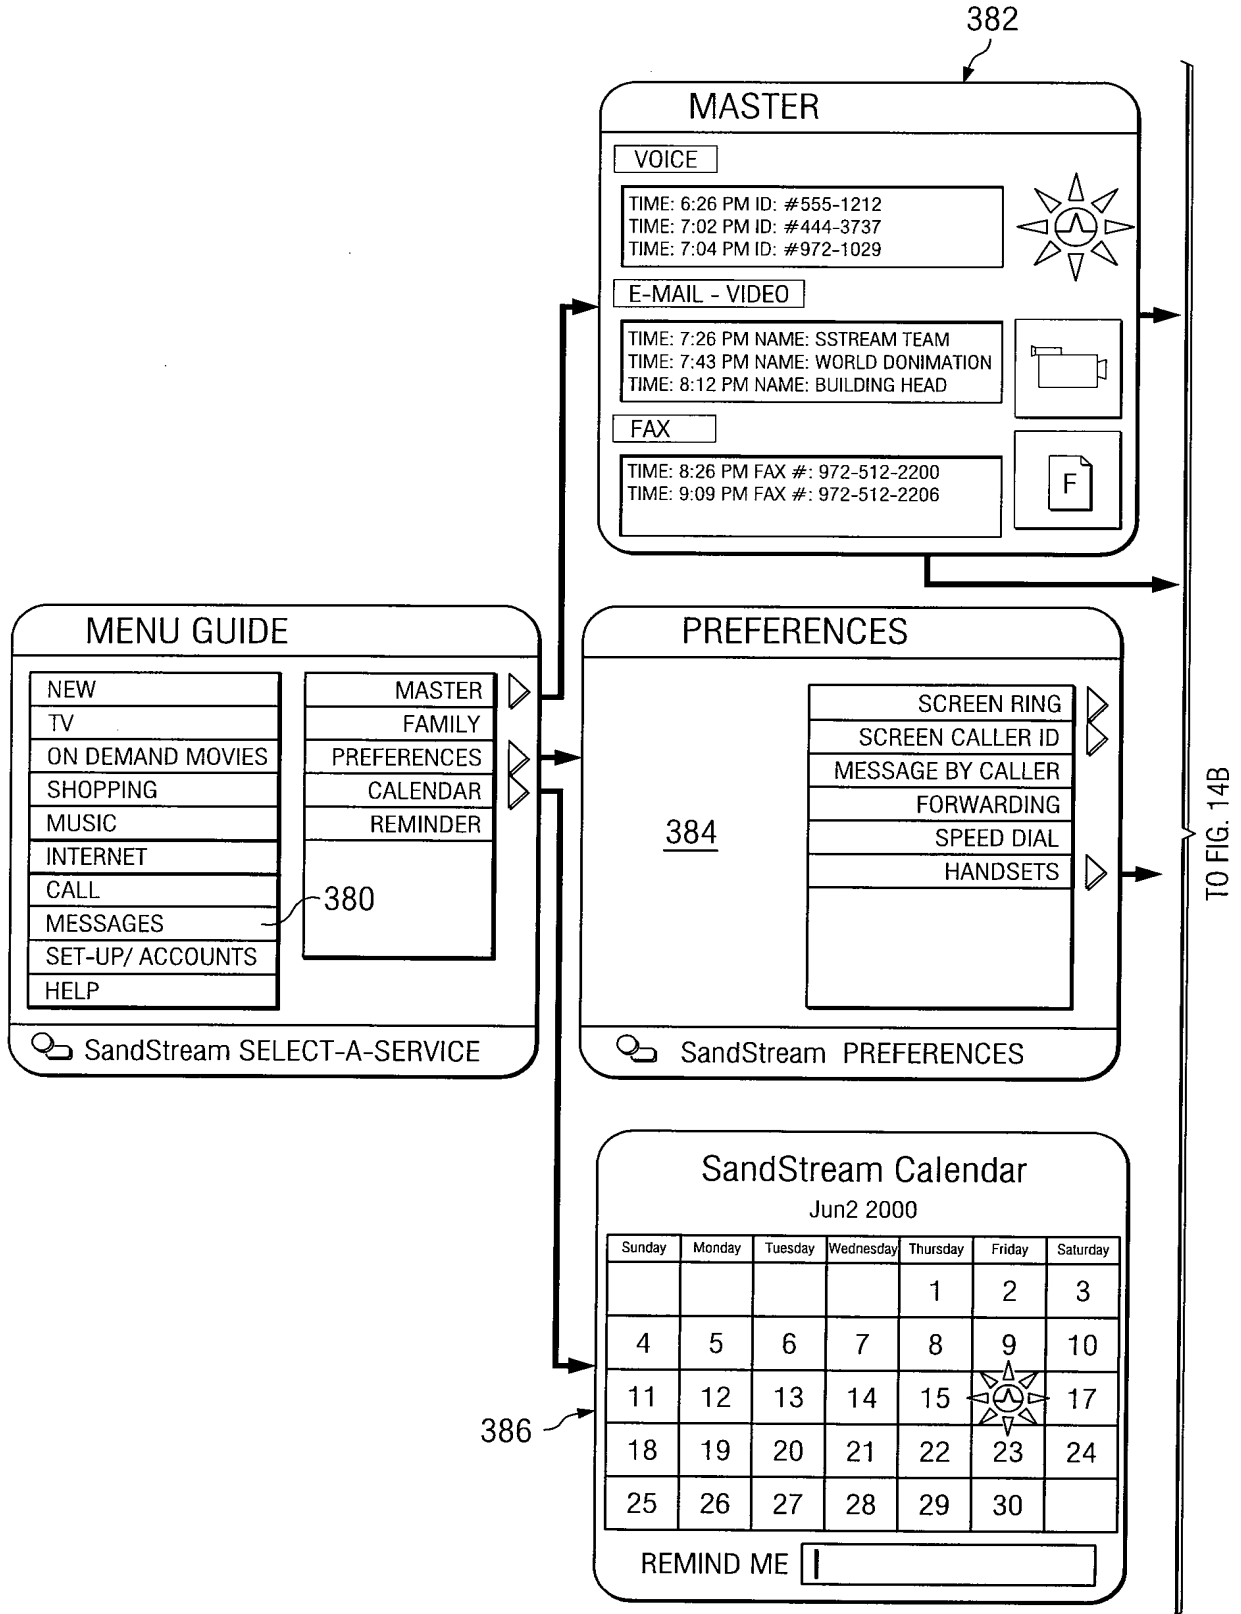 382
MASTER
VOICE
TIME: 6:26 PM ID: #555-1212
TIME: 7:02 PM ID: #444-3737
TIME: 7:04 PM ID: #972-1029
E-MAIL - VIDEO
TIME: 7:26 PM NAME: SSTREAM TEAM
TIME: 7:43 PM NAME: WORLD DONIMATION
TIME: 8:12 PM NAME: BUILDING HEAD
FAX
TIME: 8:26 PM FAX #: 972-512-2200
TIME: 9:09 PM FAX #: 972-512-2206
F
MENU GUIDE
NEW
TV
ON DEMAND MOVIES
SHOPPING
MUSIC
INTERNET
CALL
MESSAGES
SET-UP/ ACCOUNTS
HELP
MASTER
FAMILY
PREFERENCES
CALENDAR
REMINDER
380
SandStream SELECT-A-SERVICE
PREFERENCES
384
SCREEN RING
SCREEN CALLER ID
MESSAGE BY CALLER
FORWARDING
SPEED DIAL
HANDSETS
SandStream PREFERENCES
TO FIG. 14B
SandStream Calendar
Jun2 2000
Sunday Monday Tuesday Wednesday Thursday Friday Saturday
1 2 3
4 5 6 7 8 9 10
11 12 13 14 15 17
18 19 20 21 22 23 24
25 26 27 28 29 30
386
REMIND ME